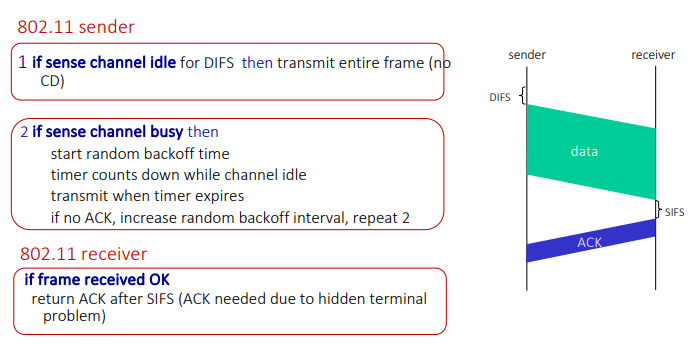 802.11 sender
1 if sense channel idle for DIFS then transmit entire frame (no
CD)
2 if sense channel busy then
start random backoff time
timer counts down while channel idle
transmit when timer expires
if no ACK, increase random backoff interval, repeat 2
802.11 receiver
if frame received OK
return ACK after SIFS (ACK needed due to hidden terminal
problem)
sender
receiver
DIFS
data
SIFS
ACK